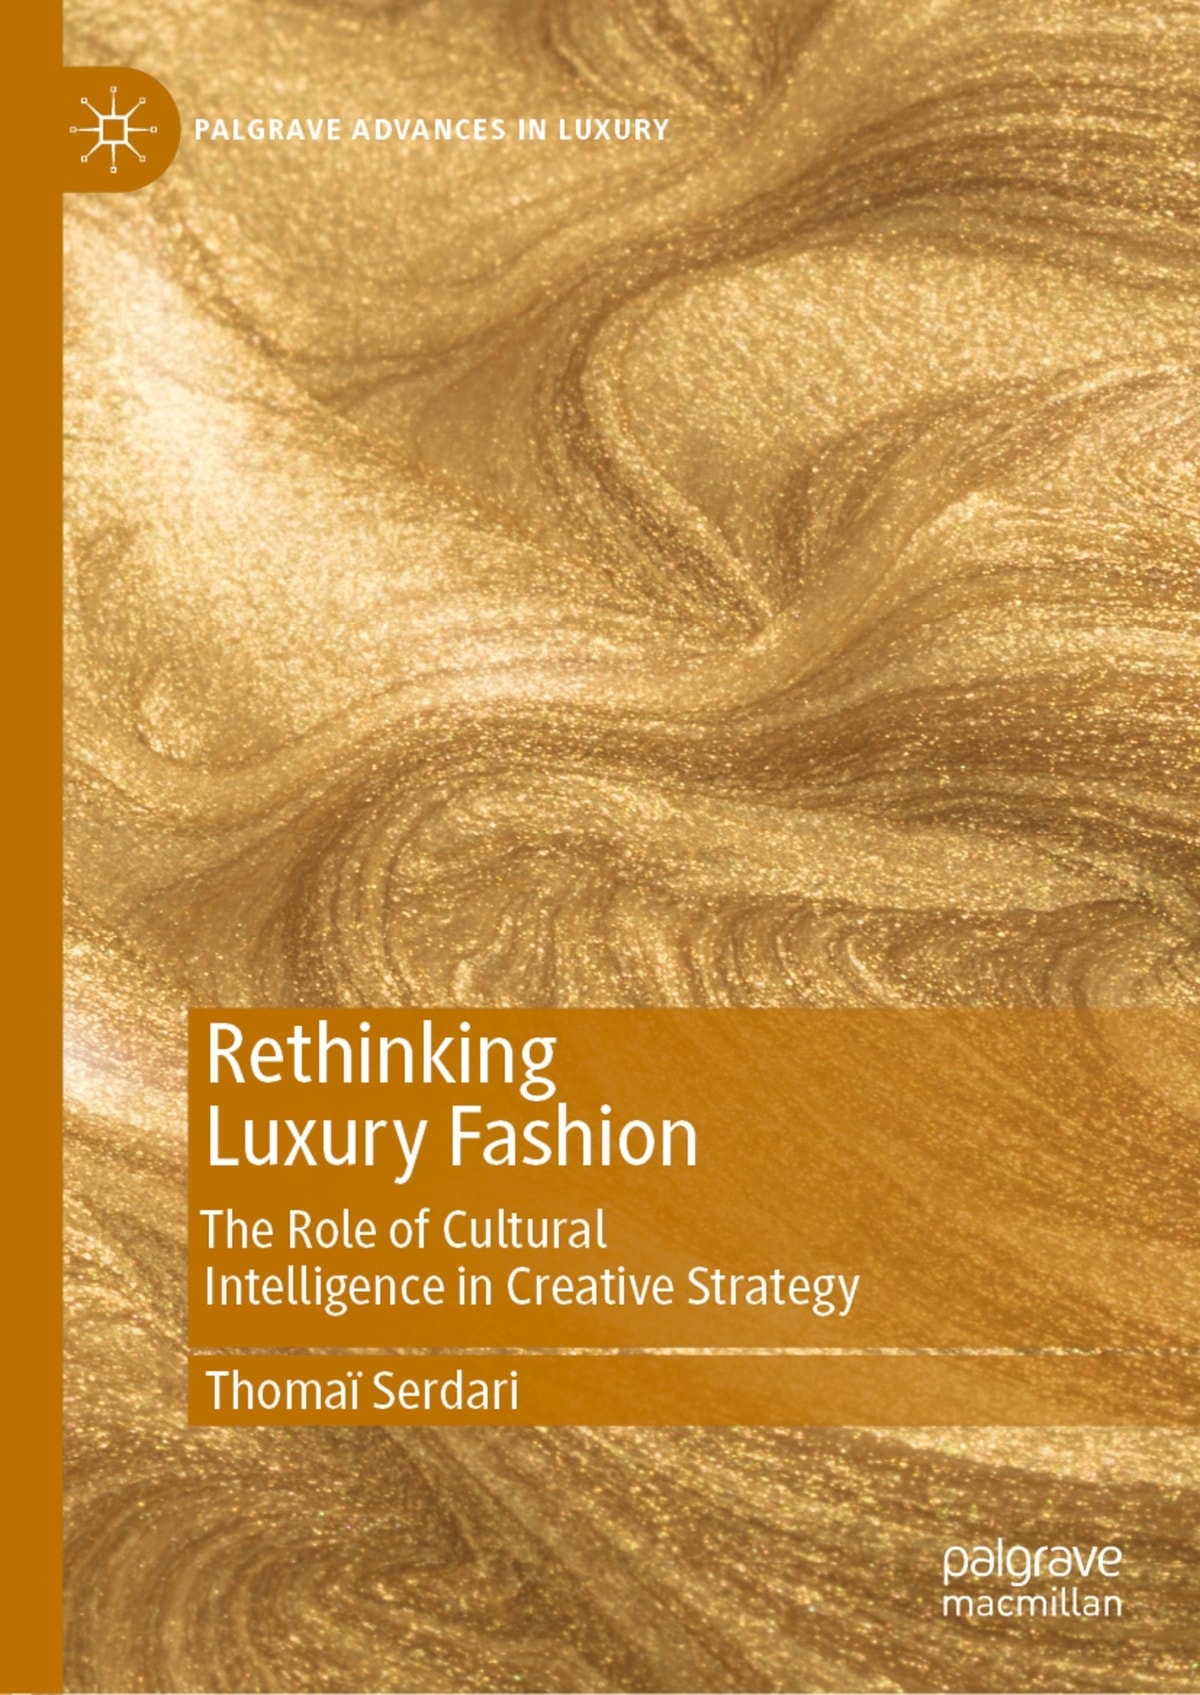 PALGRAVE ADVANCES IN LUXURY
Rethinking
Luxury Fashion
The Role of Cultural
Intelligence in Creative Strategy
Thomaï Serdari
palgrave
macmillan